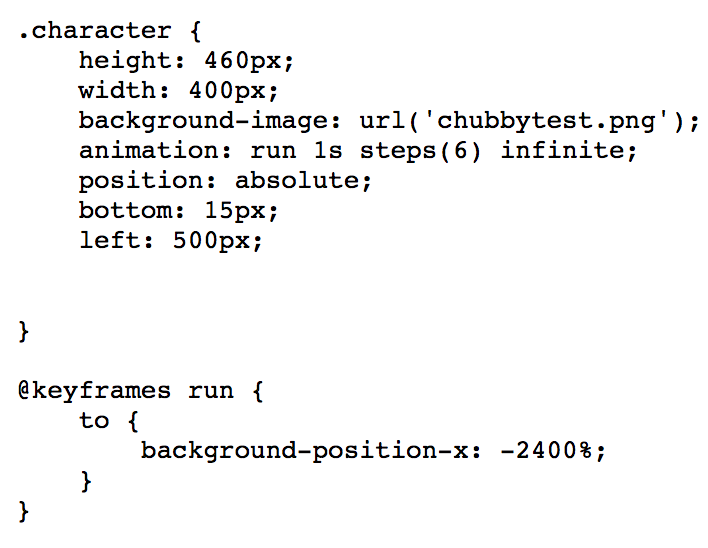 .character {
    height: 460px;
    width: 400px;
    background-image: url('chubbytest.png');
    animation: run 1s steps(6) infinite;
    position: absolute;
    bottom: 15px;
    left: 500px;
}
@keyframes run {
    to {
        background-position-x: -2400%;
    }
}